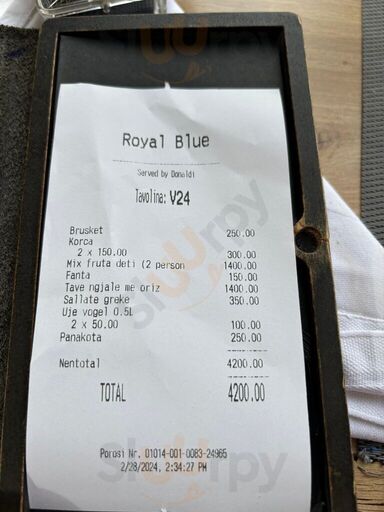 Royal Blue
Served by Donaldi
Tavolina: V24
Brusket 250.00
Korca
2 x 150.00 300.00
Mix fruta deti (2 person 1400.00
Fanta 150.00
Tave ngjale me oriz 1400.00
Sallate greke 350.00
Uje vogel 0.5L
2 x 50.00 100.00
Panakota 250.00
Nentotal 4200.00
TOTAL 4200.00
Porosi Nr. 01014-001-0083-24965
2/28/2024, 2:34:27 PM
Sluurpy
Sluurpy
Sluurpy